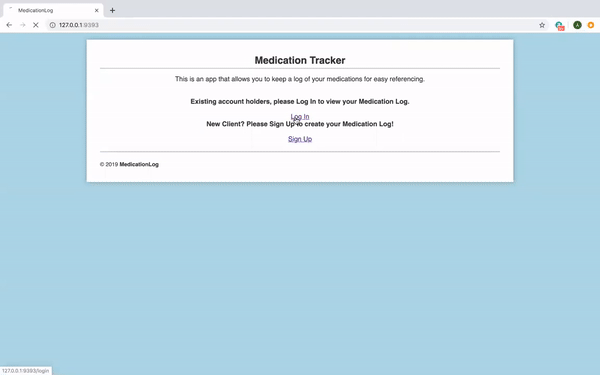 MedicationLog
127.0.0.1:9393
Medication Tracker
This is an app that allows you to keep a log of your medications for easy referencing.
Existing account holders, please Log In to view your Medication Log.
Log In
New Client? Please Sign Up to create your Medication Log!
Sign Up
© 2019 MedicationLog
127.0.0.1:9393/login